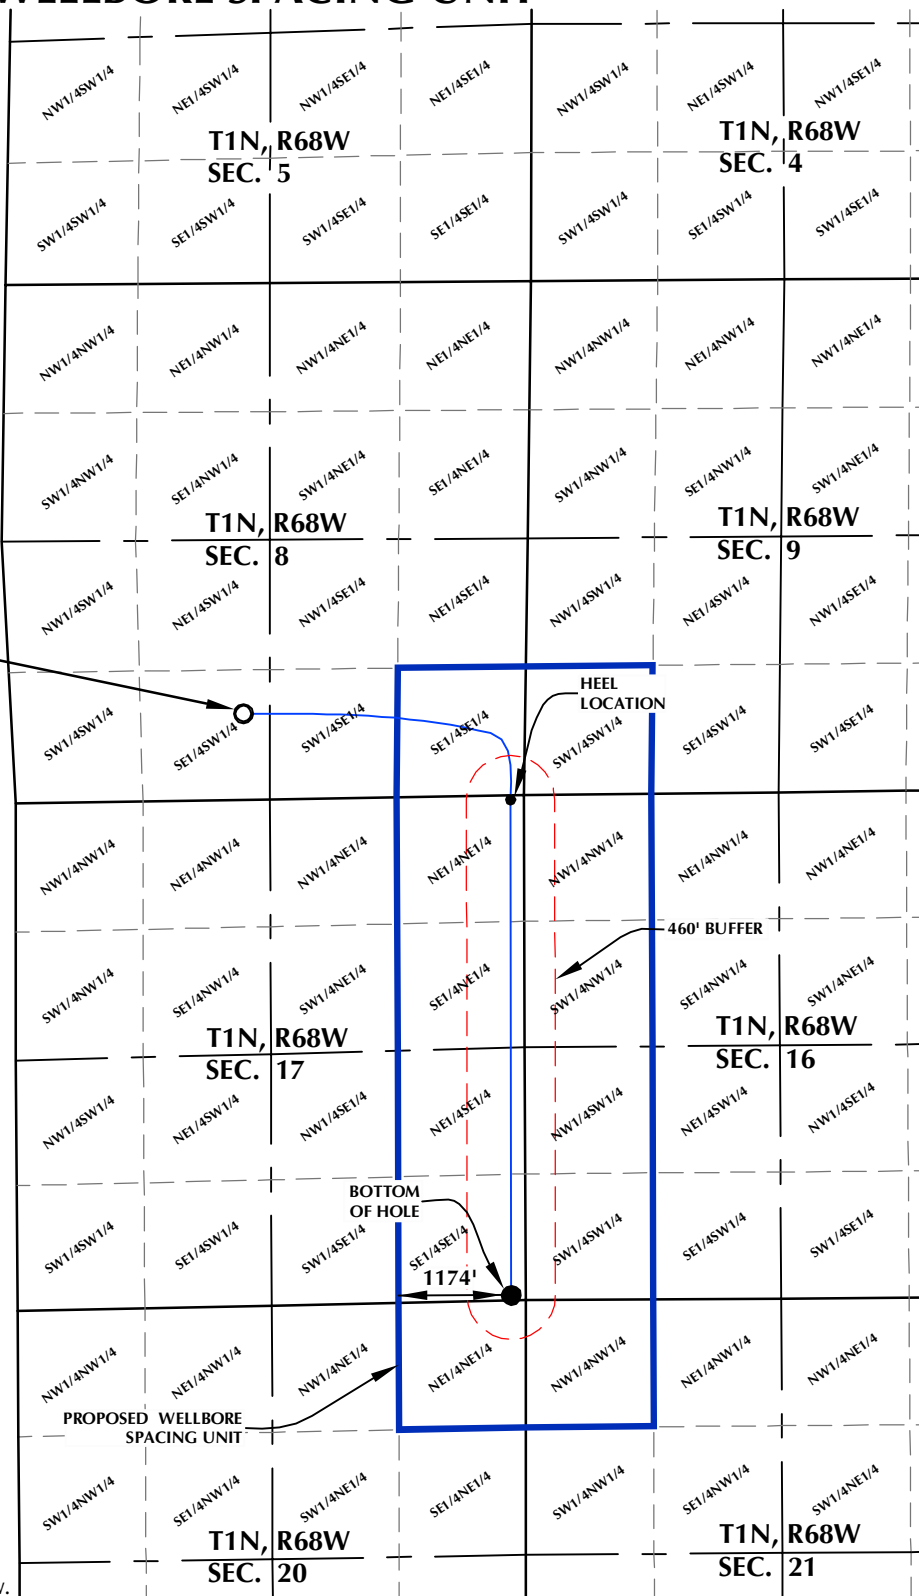 WELLBORE SPACING UNIT
NW1/4SW1/4 NE1/4SW1/4 NW1/4SE1/4 NE1/4SE1/4 NW1/4SW1/4 NE1/4SW1/4 NW1/4SE1/4
T1N, R68W
SEC. 5
T1N, R68W
SEC. 4
SW1/4SW1/4 SE1/4SW1/4 SW1/4SE1/4 SE1/4SE1/4 SW1/4SW1/4 SE1/4SW1/4 SW1/4SE1/4
NW1/4NW1/4 NE1/4NW1/4 NW1/4NE1/4 NE1/4NE1/4 NW1/4NW1/4 NE1/4NW1/4 NW1/4NE1/4
SW1/4NW1/4 SE1/4NW1/4 SW1/4NE1/4 SE1/4NE1/4 SW1/4NW1/4 SE1/4NW1/4 SW1/4NE1/4
T1N, R68W
SEC. 8
T1N, R68W
SEC. 9
NW1/4SW1/4 NE1/4SW1/4 NW1/4SE1/4 NE1/4SE1/4 NW1/4SW1/4 NE1/4SW1/4 NW1/4SE1/4
HEEL
LOCATION
SW1/4SW1/4 SE1/4SW1/4 SW1/4SE1/4 SE1/4SE1/4 SW1/4SW1/4 SE1/4SW1/4 SW1/4SE1/4
NW1/4NW1/4 NE1/4NW1/4 NW1/4NE1/4 NE1/4NE1/4 NW1/4NW1/4 NE1/4NW1/4 NW1/4NE1/4
460' BUFFER
SW1/4NW1/4 SE1/4NW1/4 SW1/4NE1/4 SE1/4NE1/4 SW1/4NW1/4 SE1/4NW1/4 SW1/4NE1/4
T1N, R68W
SEC. 17
T1N, R68W
SEC. 16
NW1/4SW1/4 NE1/4SW1/4 NW1/4SE1/4 NE1/4SE1/4 NW1/4SW1/4 NE1/4SW1/4 NW1/4SE1/4
BOTTOM
OF HOLE
SW1/4SW1/4 SE1/4SW1/4 SW1/4SE1/4 SE1/4SE1/4 SW1/4SW1/4 SE1/4SW1/4 SW1/4SE1/4
1174'
NW1/4NW1/4 NE1/4NW1/4 NW1/4NE1/4 NE1/4NE1/4 NW1/4NW1/4 NE1/4NW1/4 NW1/4NE1/4
PROPOSED WELLBORE
SPACING UNIT
SW1/4NW1/4 SE1/4NW1/4 SW1/4NE1/4 SE1/4NE1/4 SW1/4NW1/4 SE1/4NW1/4 SW1/4NE1/4
T1N, R68W
SEC. 20
T1N, R68W
SEC. 21